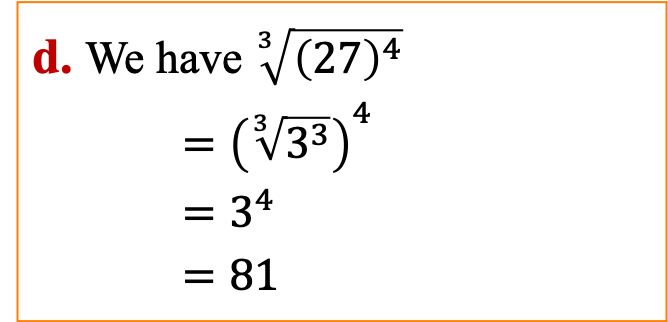 d. We have ∛(27)⁴
= (∛3³)⁴
= 3⁴
= 81